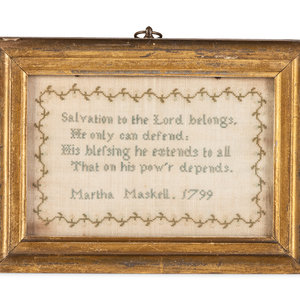 Salvation to the Lord belongs,
He only can defend:
His bleſsing he extends to all
That on his pow'r depends.
Martha Maskell. 1799